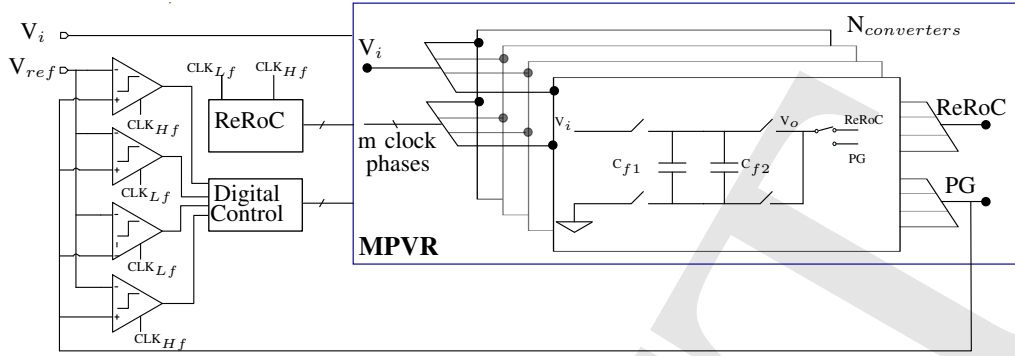 V_i
V_ref
CLK_Hf
CLK_Lf
CLK_Lf
CLK_Hf
CLK_Lf
CLK_Hf
ReRoC
Digital
Control
V_i
m clock
phases
MPVR
N_converters
V_i
C_f1
C_f2
V_o
ReRoC
PG
ReRoC
PG